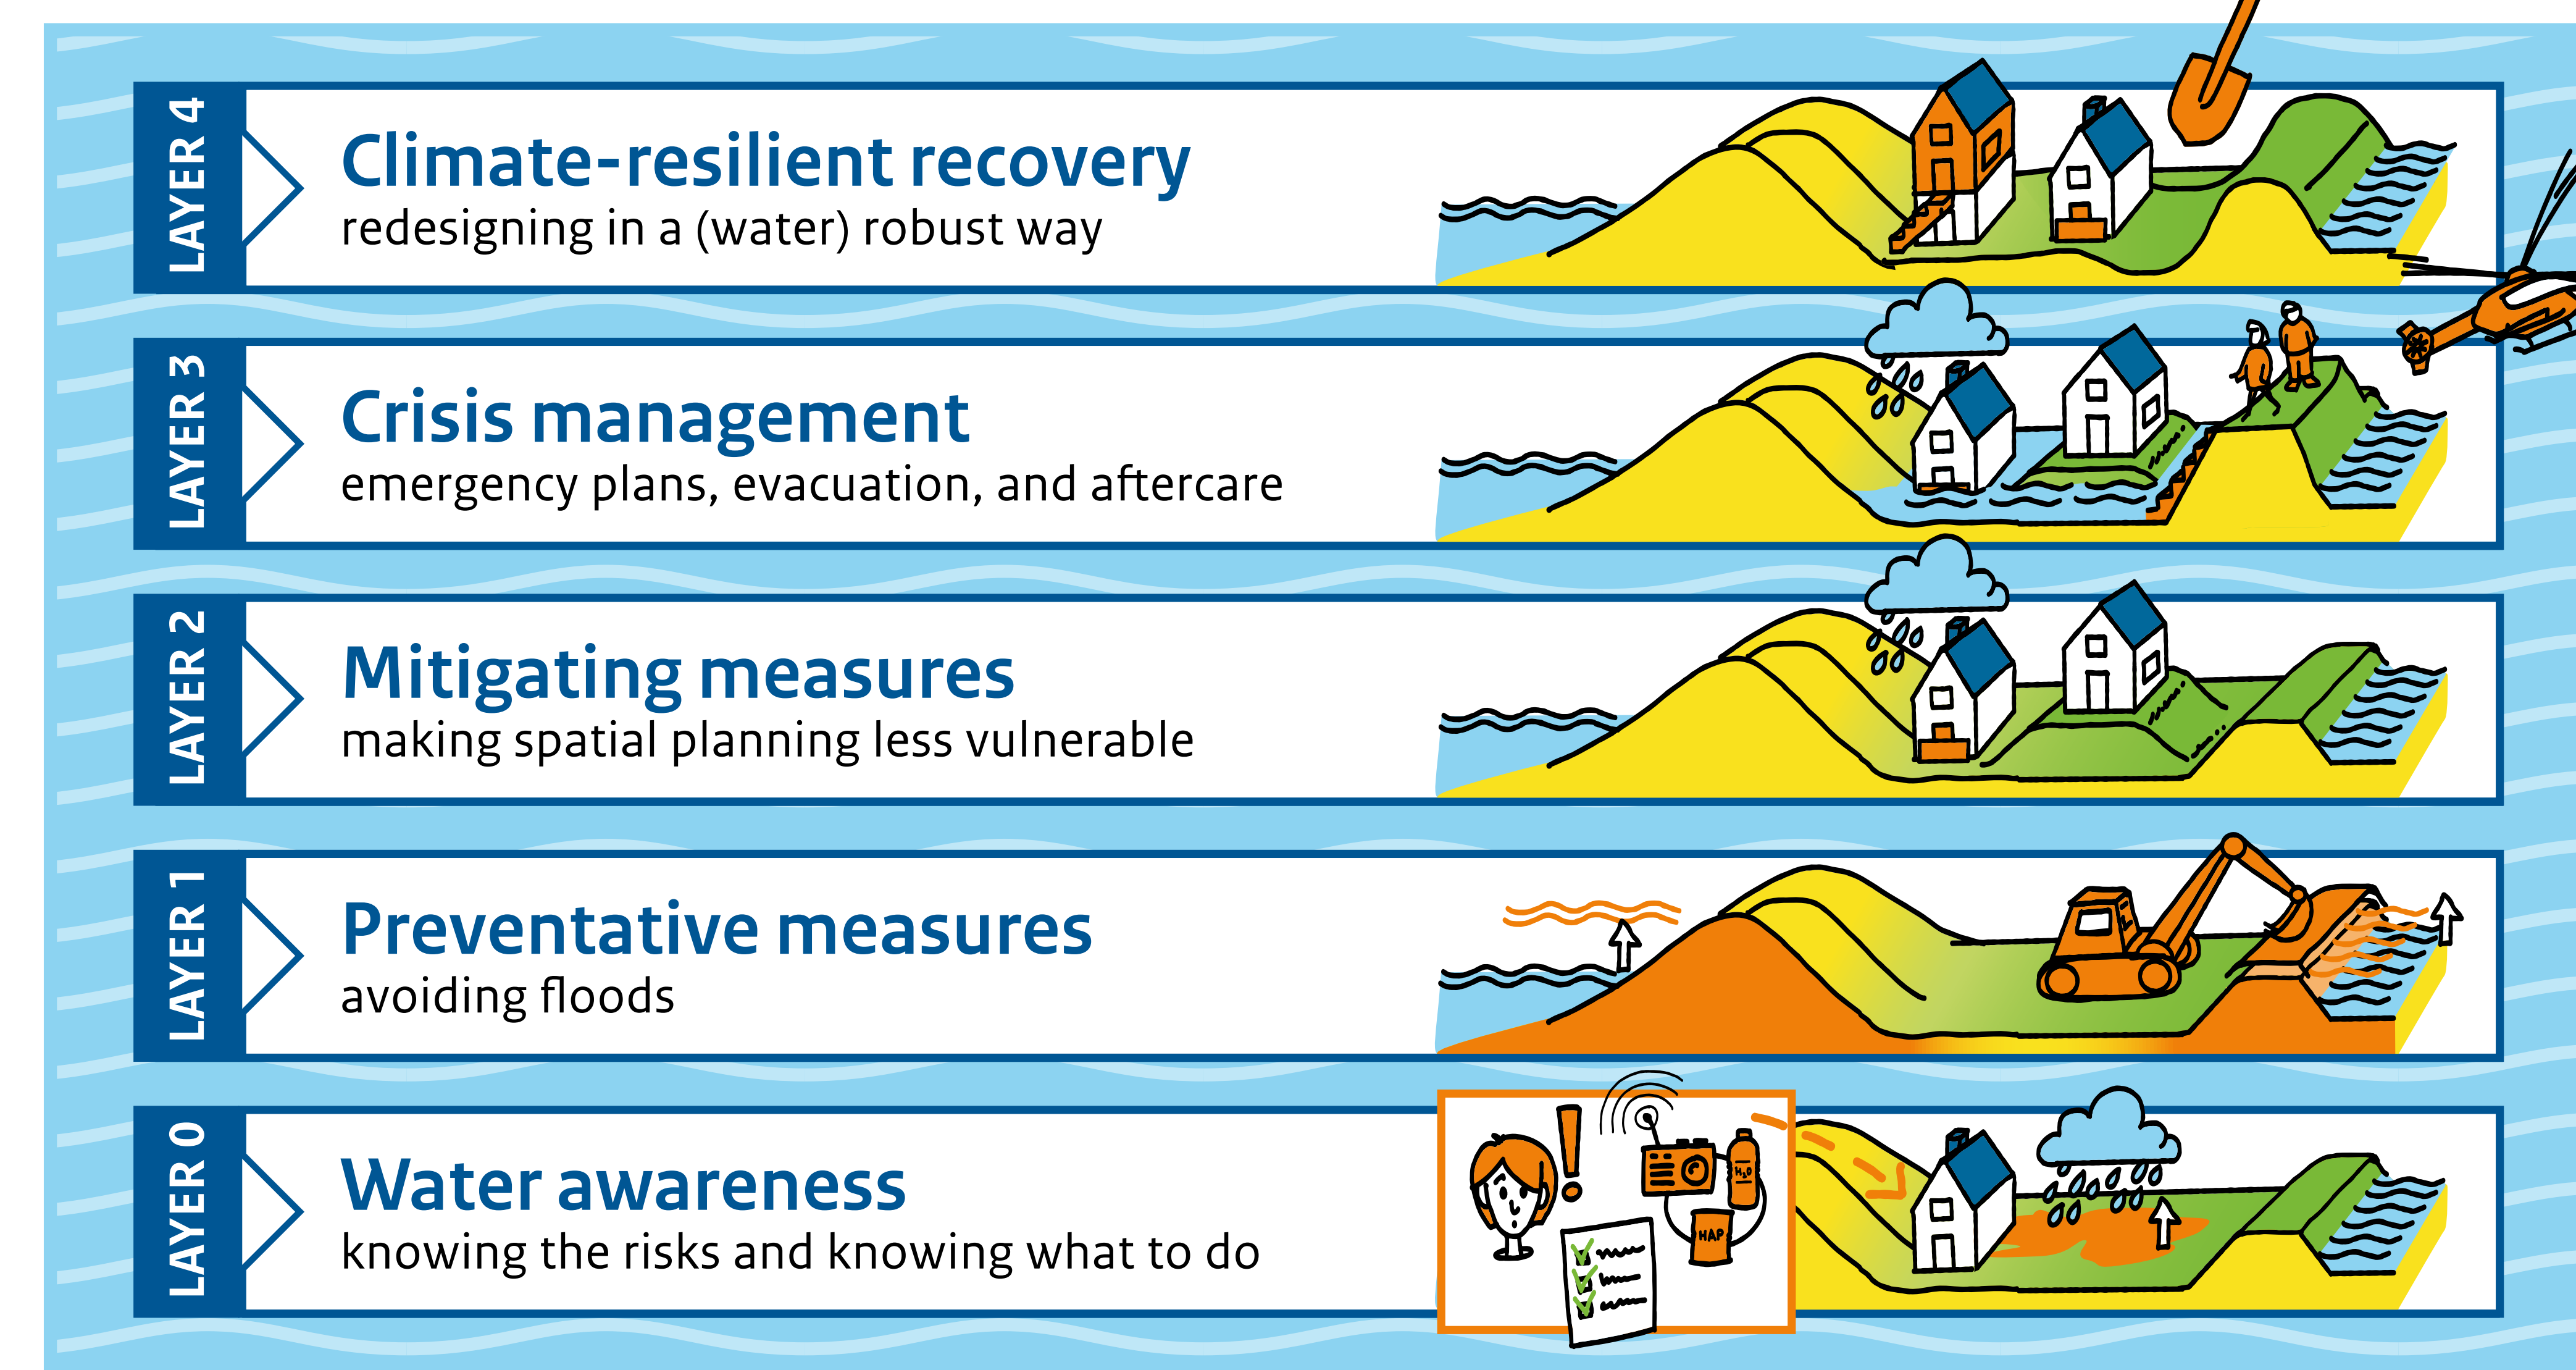 LAYER 4
Climate-resilient recovery
redesigning in a (water) robust way
LAYER 3
Crisis management
emergency plans, evacuation, and aftercare
LAYER 2
Mitigating measures
making spatial planning less vulnerable
LAYER 1
Preventative measures
avoiding floods
LAYER 0
Water awareness
knowing the risks and knowing what to do
!
H₂O
HAP